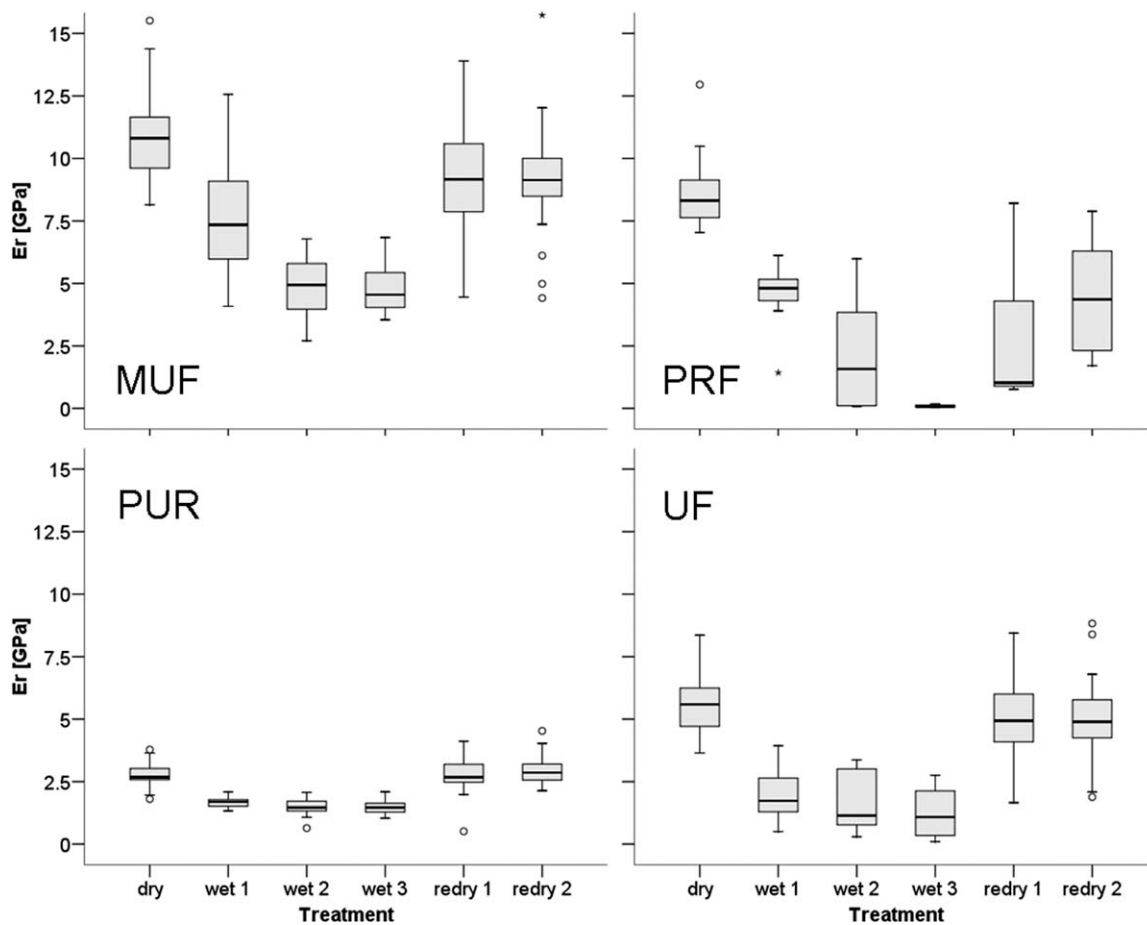 15
12.5
10
7.5
5
2.5
0
Er [GPa]
MUF
PRF
15
12.5
10
7.5
5
2.5
0
Er [GPa]
PUR
UF
dry wet 1 wet 2 wet 3 redry 1 redry 2
Treatment
dry wet 1 wet 2 wet 3 redry 1 redry 2
Treatment